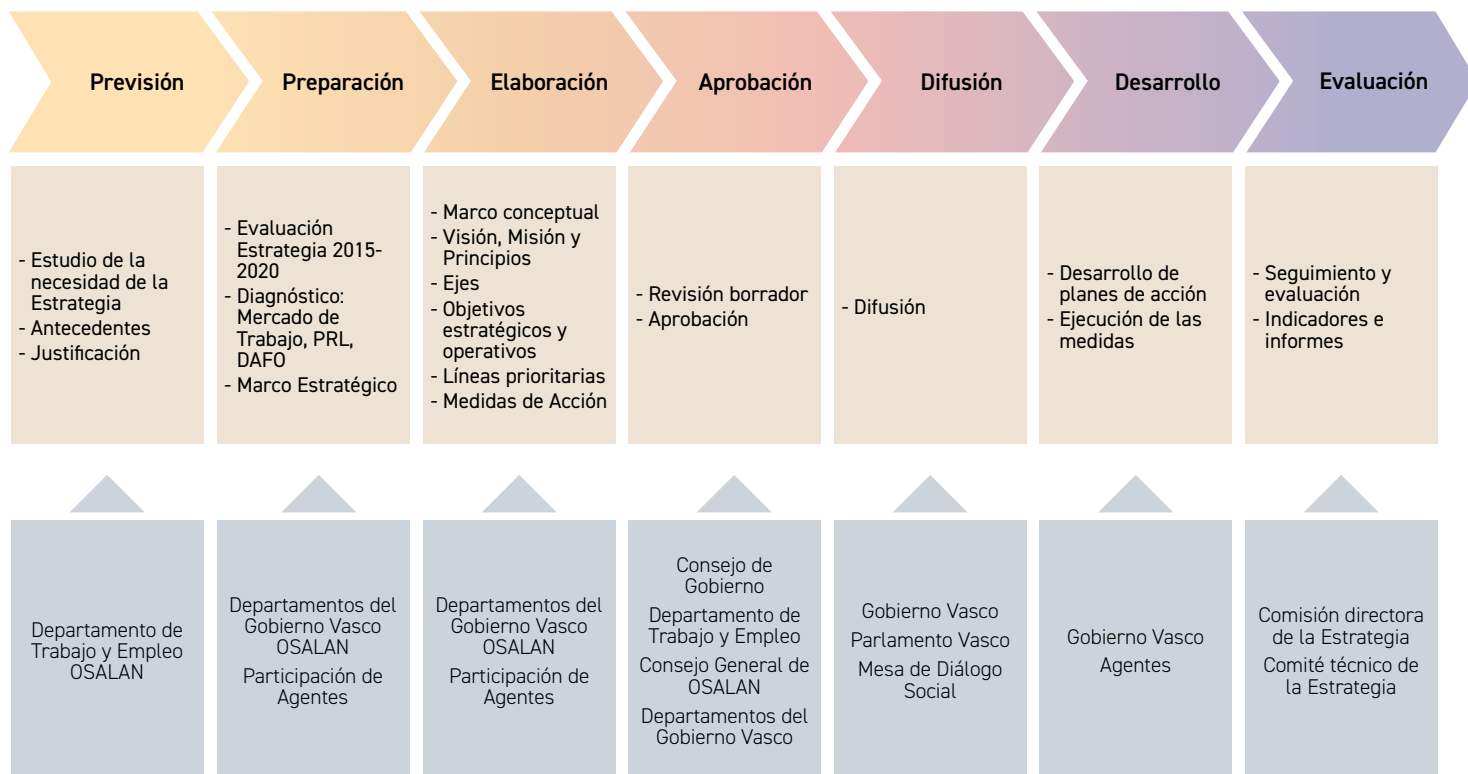 Previsión
Preparación
Elaboración
Aprobación
Difusión
Desarrollo
Evaluación
- Estudio de la
necesidad de la
Estrategia
- Antecedentes
- Justificación
- Evaluación
Estrategia 2015-
2020
- Diagnóstico:
Mercado de
Trabajo, PRL,
DAFO
- Marco Estratégico
- Marco conceptual
- Visión, Misión y
Principios
- Ejes
- Objetivos
estratégicos y
operativos
- Líneas prioritarias
- Medidas de Acción
- Revisión borrador
- Aprobación
- Difusión
- Desarrollo de
planes de acción
- Ejecución de las
medidas
- Seguimiento y
evaluación
- Indicadores e
informes
Departamento de
Trabajo y Empleo
OSALAN
Departamentos del
Gobierno Vasco
OSALAN
Participación de
Agentes
Departamentos del
Gobierno Vasco
OSALAN
Participación de
Agentes
Consejo de
Gobierno
Departamento de
Trabajo y Empleo
Consejo General de
OSALAN
Departamentos del
Gobierno Vasco
Gobierno Vasco
Parlamento Vasco
Mesa de Diálogo
Social
Gobierno Vasco
Agentes
Comisión directora
de la Estrategia
Comité técnico de
la Estrategia